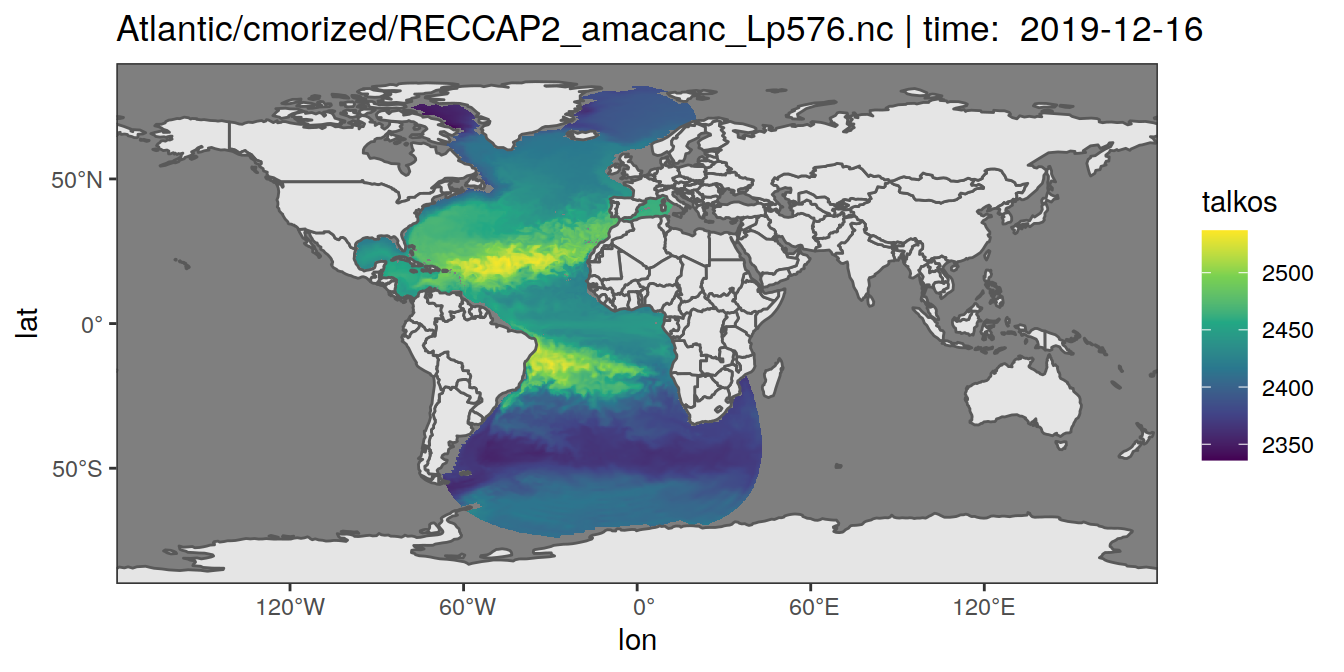 Atlantic/cmorized/RECCAP2_amacanc_Lp576.nc | time:  2019-12-16
talkos
2500
2450
2400
2350
lat
50°N
0°
50°S
120°W
60°W
0°
60°E
120°E
lon